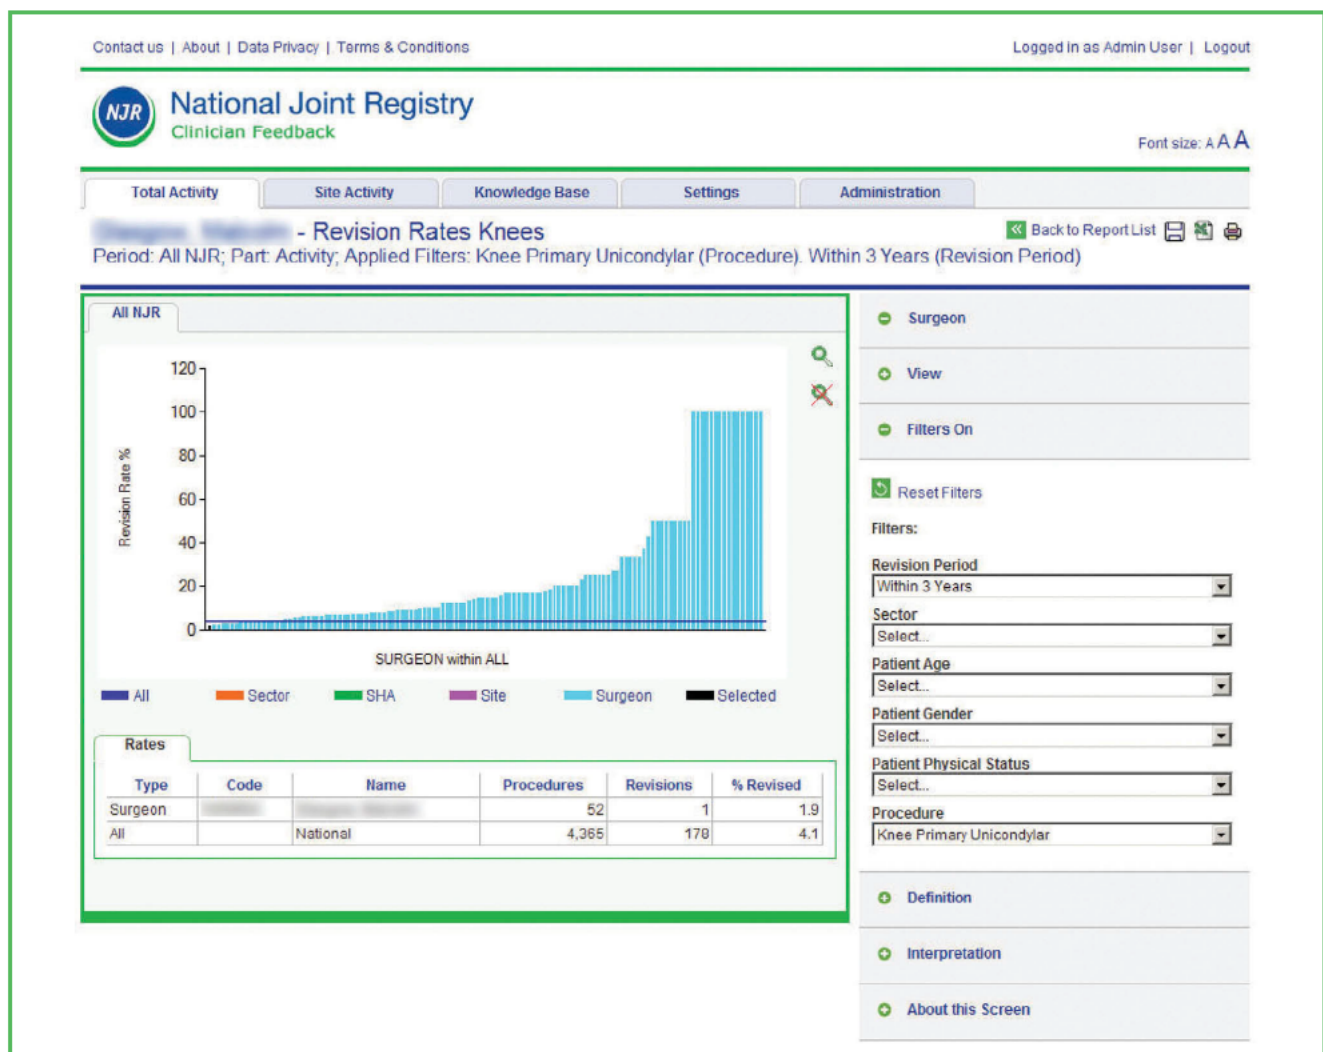 Contact us | About | Data Privacy | Terms & Conditions
Logged in as Admin User | Logout
NJR
National Joint Registry
Clinician Feedback
Font size: A A A
Total Activity
Site Activity
Knowledge Base
Settings
Administration
- Revision Rates Knees
Back to Report List
Period: All NJR; Part: Activity; Applied Filters: Knee Primary Unicondylar (Procedure). Within 3 Years (Revision Period)
All NJR
120
100
80
60
40
20
0
Revision Rate %
SURGEON within ALL
All Sector SHA Site Surgeon Selected
Rates
Type Code Name Procedures Revisions % Revised
Surgeon 52 1 1.9
All National 4,365 178 4.1
Surgeon
View
Filters On
Reset Filters
Filters:
Revision Period
Within 3 Years
Sector
Select...
Patient Age
Select...
Patient Gender
Select...
Patient Physical Status
Select...
Procedure
Knee Primary Unicondylar
Definition
Interpretation
About this Screen